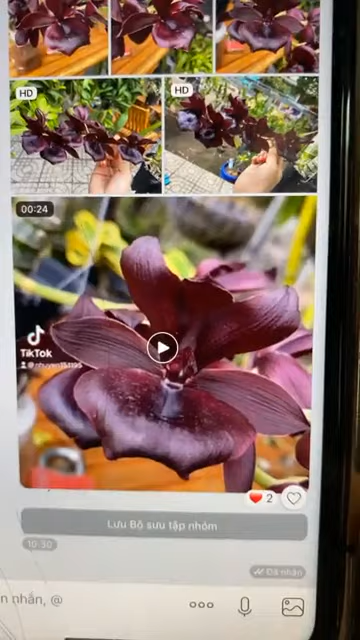 HD
HD
00:24
TikTok
2
Lưu Bộ sưu tập nhóm
10:30
Đã nhận
n nhắn, @